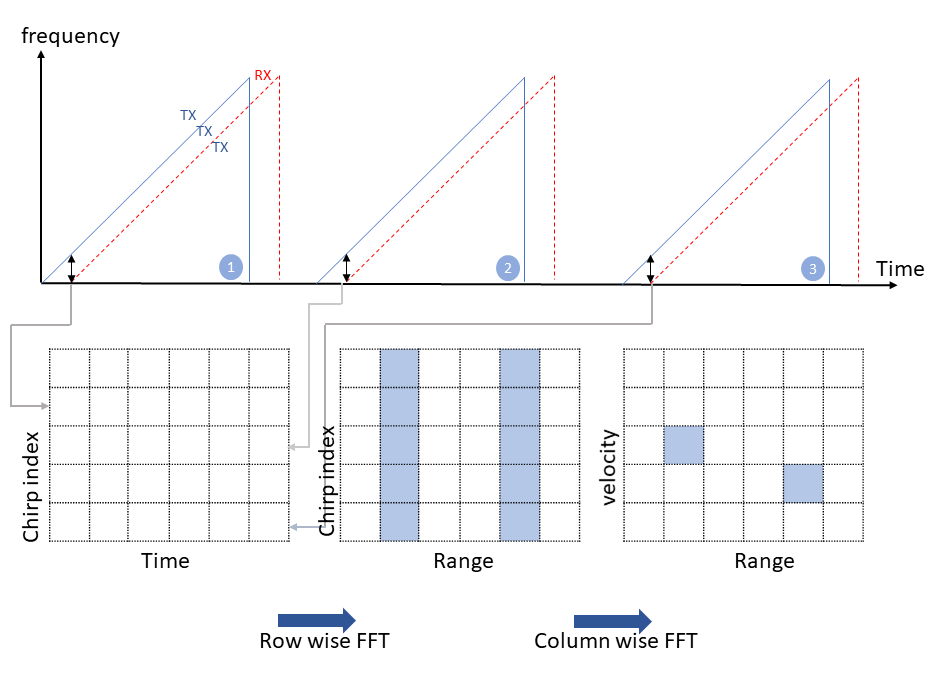 frequency
RX
TX
TX
TX
1
2
3
Time
Chirp index
Chirp index
velocity
Time
Range
Range
Row wise FFT
Column wise FFT